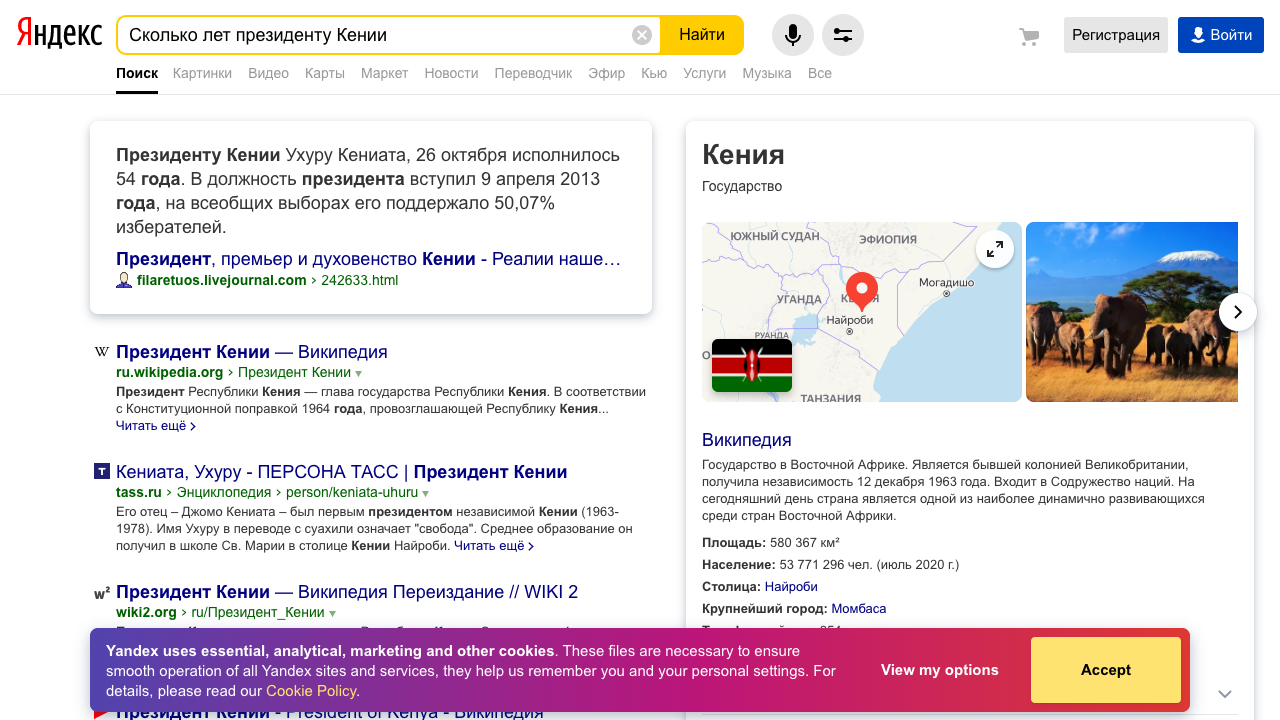 Яндекс
Сколько лет президенту Кении
Найти
Регистрация
Войти
Поиск Картинки Видео Карты Маркет Новости Переводчик Эфир Кью Услуги Музыка Все
Президенту Кении Ухуру Кениата, 26 октября исполнилось
54 года. В должность президента вступил 9 апреля 2013
года, на всеобщих выборах его поддержало 50,07%
изберателей.
Президент, премьер и духовенство Кении - Реалии наше…
filaretuos.livejournal.com › 242633.html
W Президент Кении — Википедия
ru.wikipedia.org › Президент Кении
Президент Республики Кения — глава государства Республики Кения. В соответствии
с Конституционной поправкой 1964 года, провозглашающей Республику Кения...
Читать ещё ›
T Кениата, Ухуру - ПЕРСОНА ТАСС | Президент Кении
tass.ru › Энциклопедия › person/keniata-uhuru
Его отец – Джомо Кениата – был первым президентом независимой Кении (1963-
1978). Имя Ухуру в переводе с суахили означает "свобода". Среднее образование он
получил в школе Св. Марии в столице Кении Найроби. Читать ещё ›
w² Президент Кении — Википедия Переиздание // WIKI 2
wiki2.org › ru/Президент_Кении
Кения
Государство
ЮЖНЫЙ СУДАН
ЭФИОПИЯ
Могадишо
УГАНДА
Найроби
РУАНДА
ТАНЗАНИЯ
Википедия
Государство в Восточной Африке. Является бывшей колонией Великобритании,
получила независимость 12 декабря 1963 года. Входит в Содружество наций. На
сегодняшний день страна является одной из наиболее динамично развивающихся
среди стран Восточной Африки.
Площадь: 580 367 км²
Население: 53 771 296 чел. (июль 2020 г.)
Столица: Найроби
Крупнейший город: Момбаса
Yandex uses essential, analytical, marketing and other cookies. These files are necessary to ensure
smooth operation of all Yandex sites and services, they help us remember you and your personal settings. For
details, please read our Cookie Policy.
View my options
Accept
Президент Кении - President of Kenya - Википедия